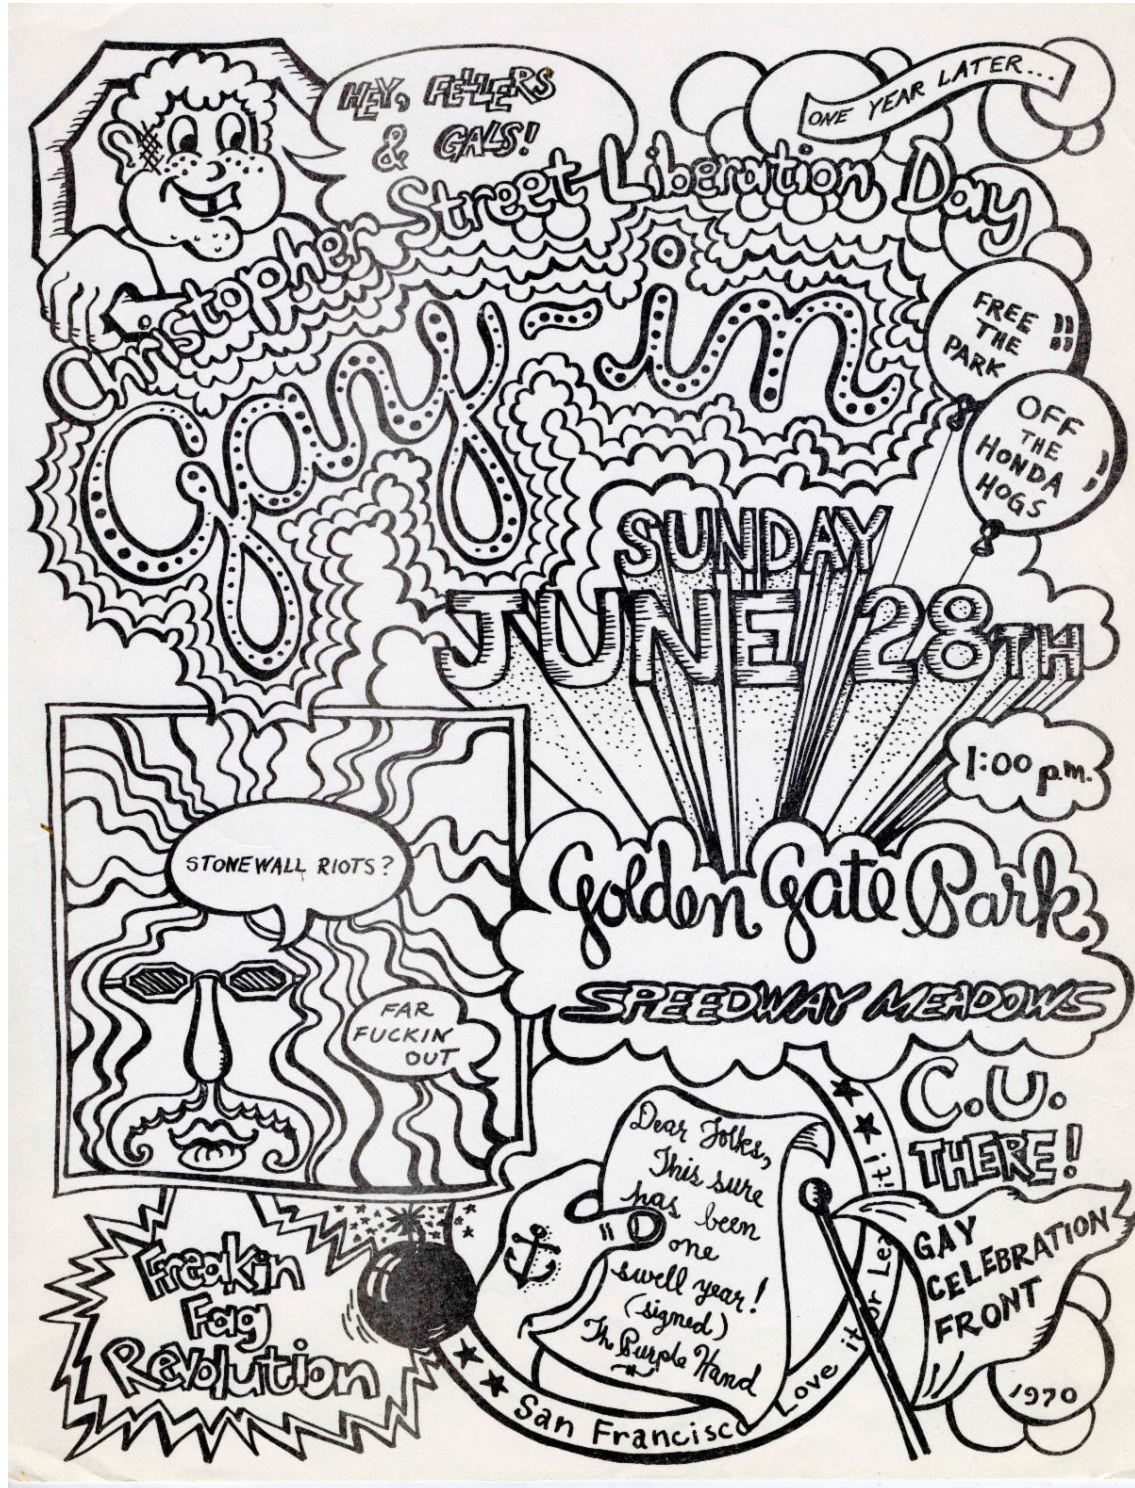 HEY, FELLERS
& GALS!
ONE YEAR LATER...
Christopher Street Liberation Day
Gay-in
FREE
THE
PARK
OFF
THE
HONDA
HOGS
SUNDAY
JUNE 28TH
1:00 p.m.
Golden Gate Park
SPEEDWAY MEADOWS
STONEWALL RIOTS?
FAR
FUCKIN
OUT
C.U.
THERE!
Dear Folks,
This sure
has been
one
swell year!
(signed)
The Purple Hand
GAY
CELEBRATION
FRONT
1970
Freakin
Fag
Revolution
San Francisco Love it or Lea it!